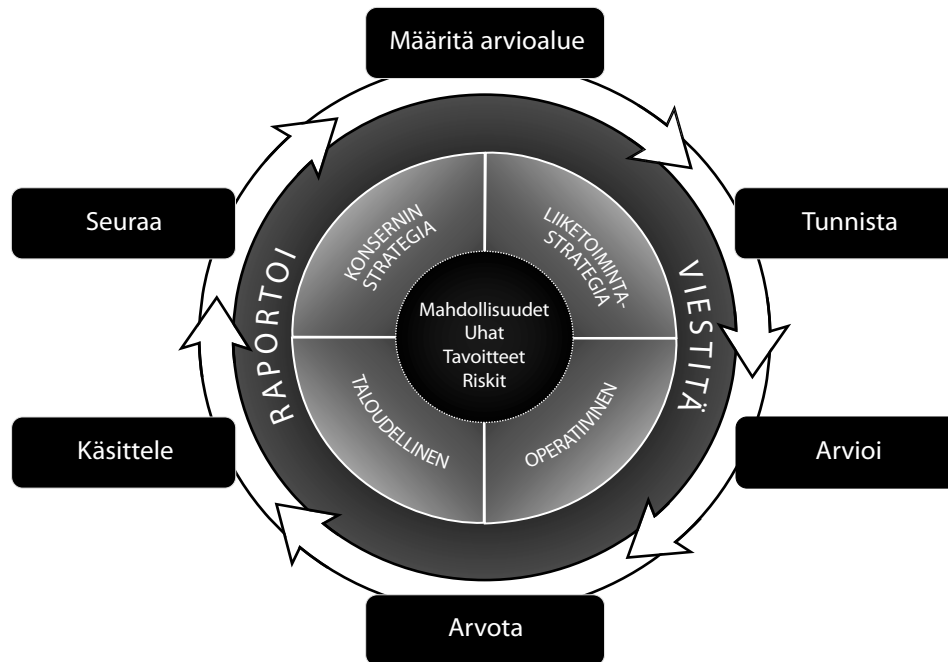 Määritä arvioalue
Seuraa
Tunnista
KONSERNIN
STRATEGIA
LIIKETOIMINTA-
STRATEGIA
RAPORTOI
VIESTITÄ
Mahdollisuudet
Uhat
Tavoitteet
Riskit
TALOUDELLINEN
OPERATIIVINEN
Käsittele
Arvioi
Arvota